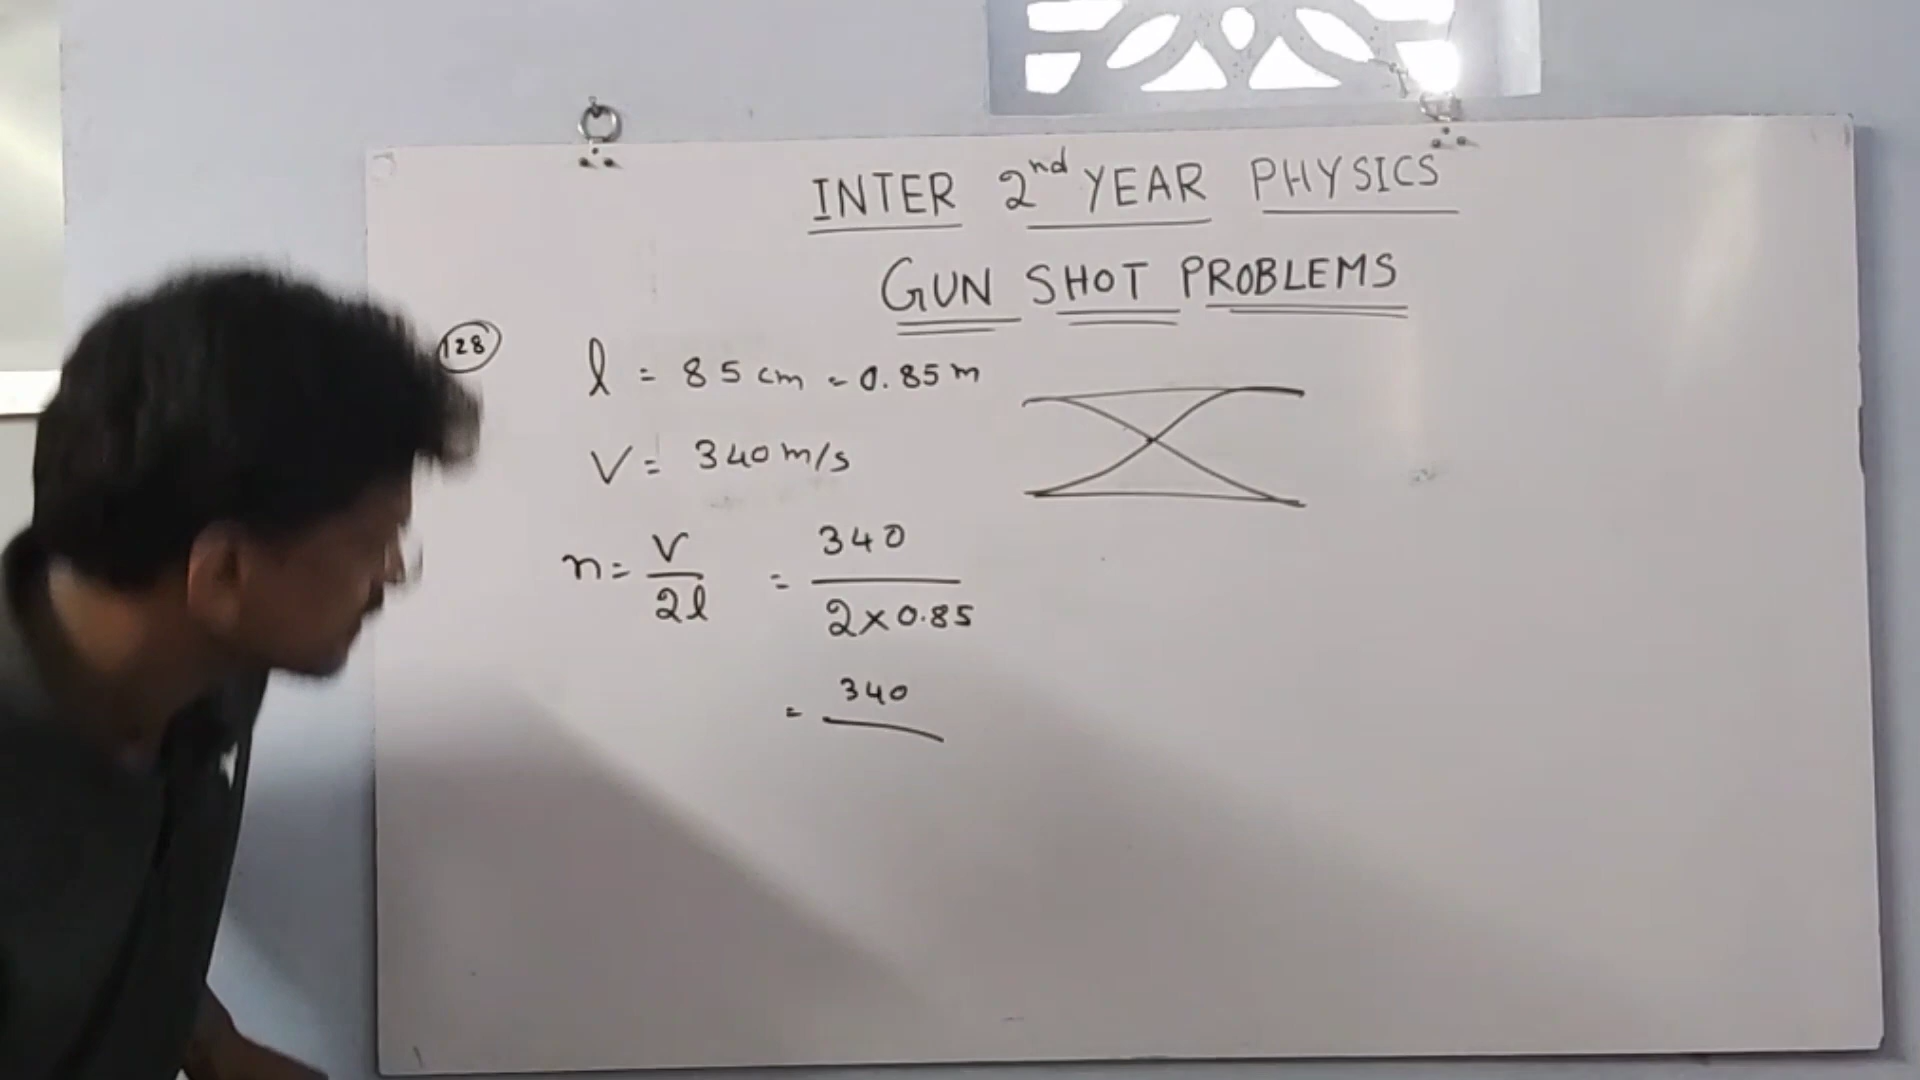 INTER 2nd YEAR PHYSICS
GUN SHOT PROBLEMS
128
l = 85 cm = 0.85 m
V = 340 m/s
n = V/2l = 340/2×0.85
= 340